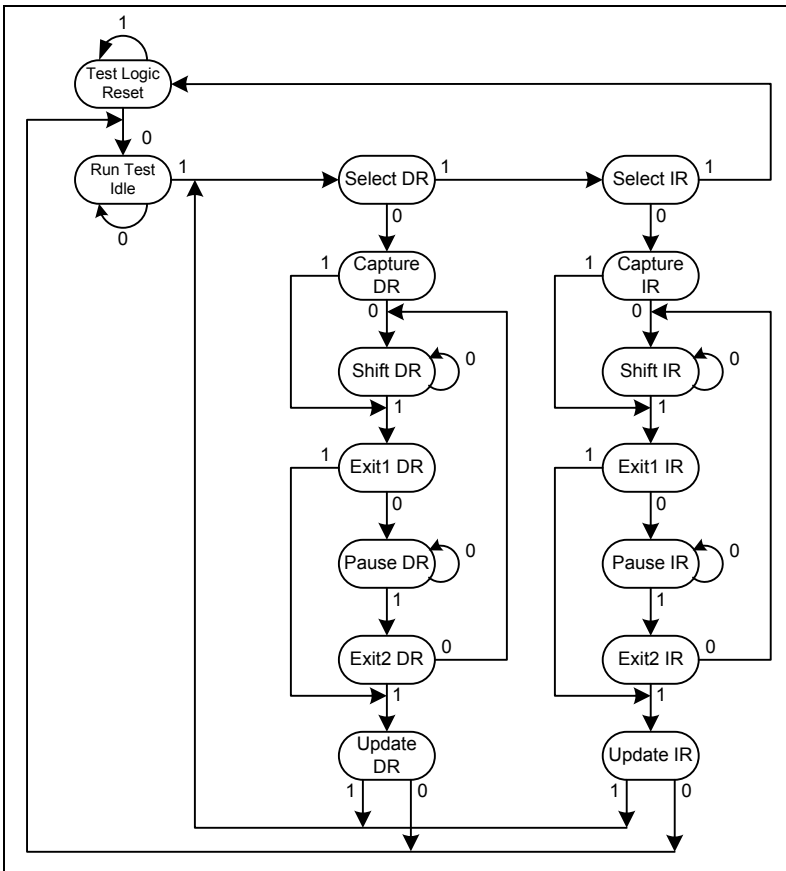 1
Test Logic
Reset
0
Run Test
Idle
1
0
Select DR
1
0
Select IR
1
0
Capture
DR
1
0
Capture
IR
1
0
Shift DR
0
1
Shift IR
0
1
Exit1 DR
1
0
Exit1 IR
1
0
Pause DR
0
1
Pause IR
0
1
Exit2 DR
0
1
Exit2 IR
0
1
Update
DR
1
0
Update IR
1
0